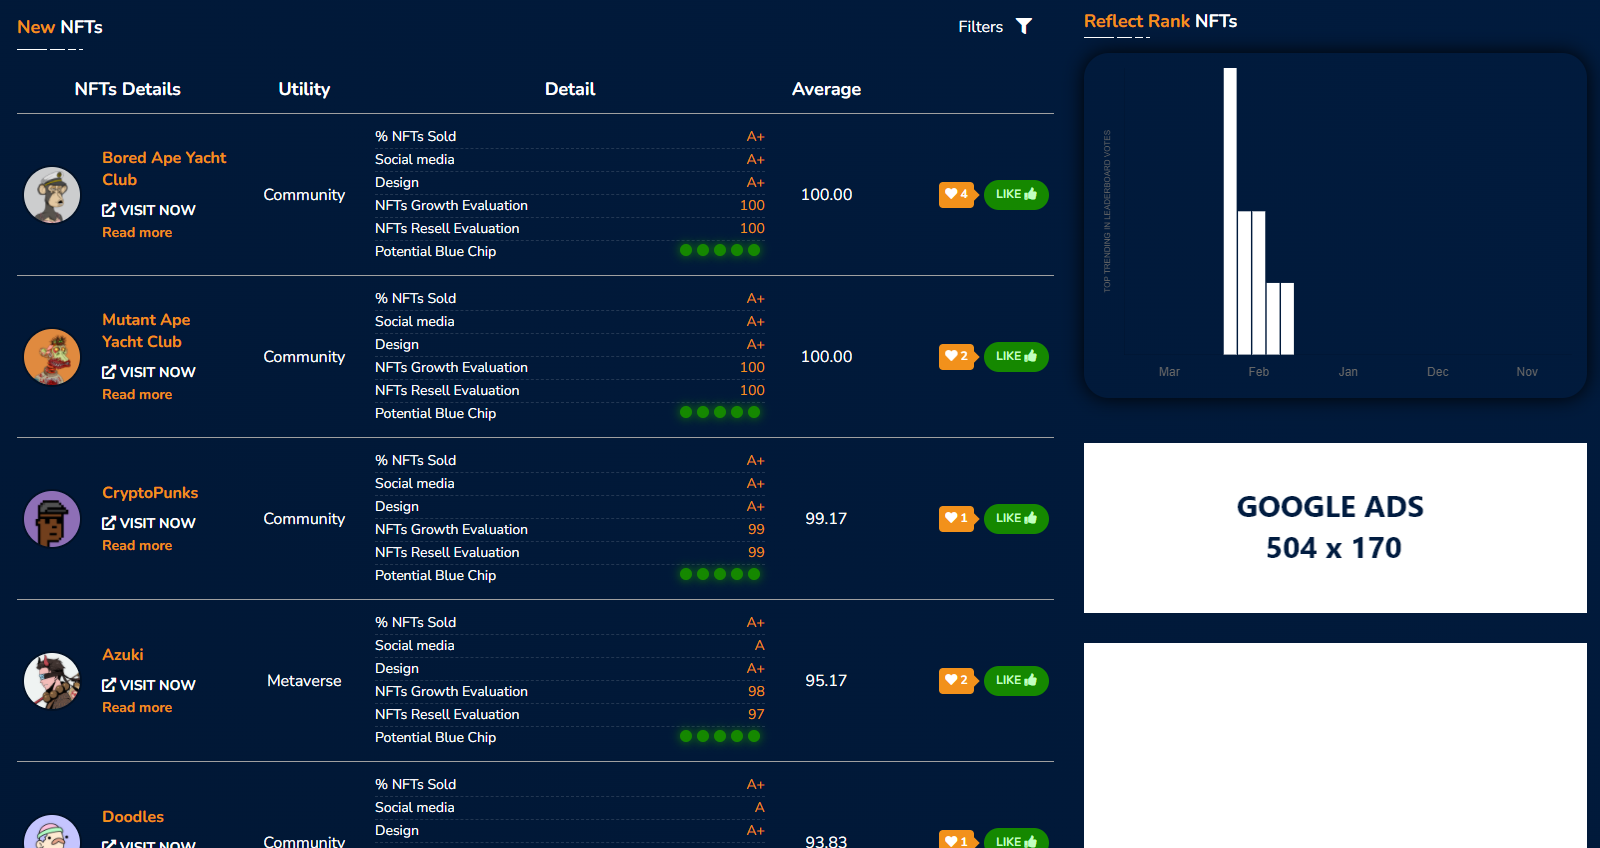 New NFTs
Filters
NFTs Details Utility Detail Average
Bored Ape Yacht
Club
VISIT NOW
Read more
Community
% NFTs Sold A+
Social media A+
Design A+
NFTs Growth Evaluation 100
NFTs Resell Evaluation 100
Potential Blue Chip
100.00
4
LIKE
Mutant Ape
Yacht Club
VISIT NOW
Read more
Community
% NFTs Sold A+
Social media A+
Design A+
NFTs Growth Evaluation 100
NFTs Resell Evaluation 100
Potential Blue Chip
100.00
2
LIKE
CryptoPunks
VISIT NOW
Read more
Community
% NFTs Sold A+
Social media A+
Design A+
NFTs Growth Evaluation 99
NFTs Resell Evaluation 99
Potential Blue Chip
99.17
1
LIKE
Azuki
VISIT NOW
Read more
Metaverse
% NFTs Sold A+
Social media A
Design A+
NFTs Growth Evaluation 98
NFTs Resell Evaluation 97
Potential Blue Chip
95.17
2
LIKE
Doodles
VISIT NOW
Community
% NFTs Sold A+
Social media A
Design A+
93.83
1
LIKE
Reflect Rank NFTs
TOP TRENDING IN LEADERBOARD VOTES
Mar Feb Jan Dec Nov
GOOGLE ADS
504 x 170